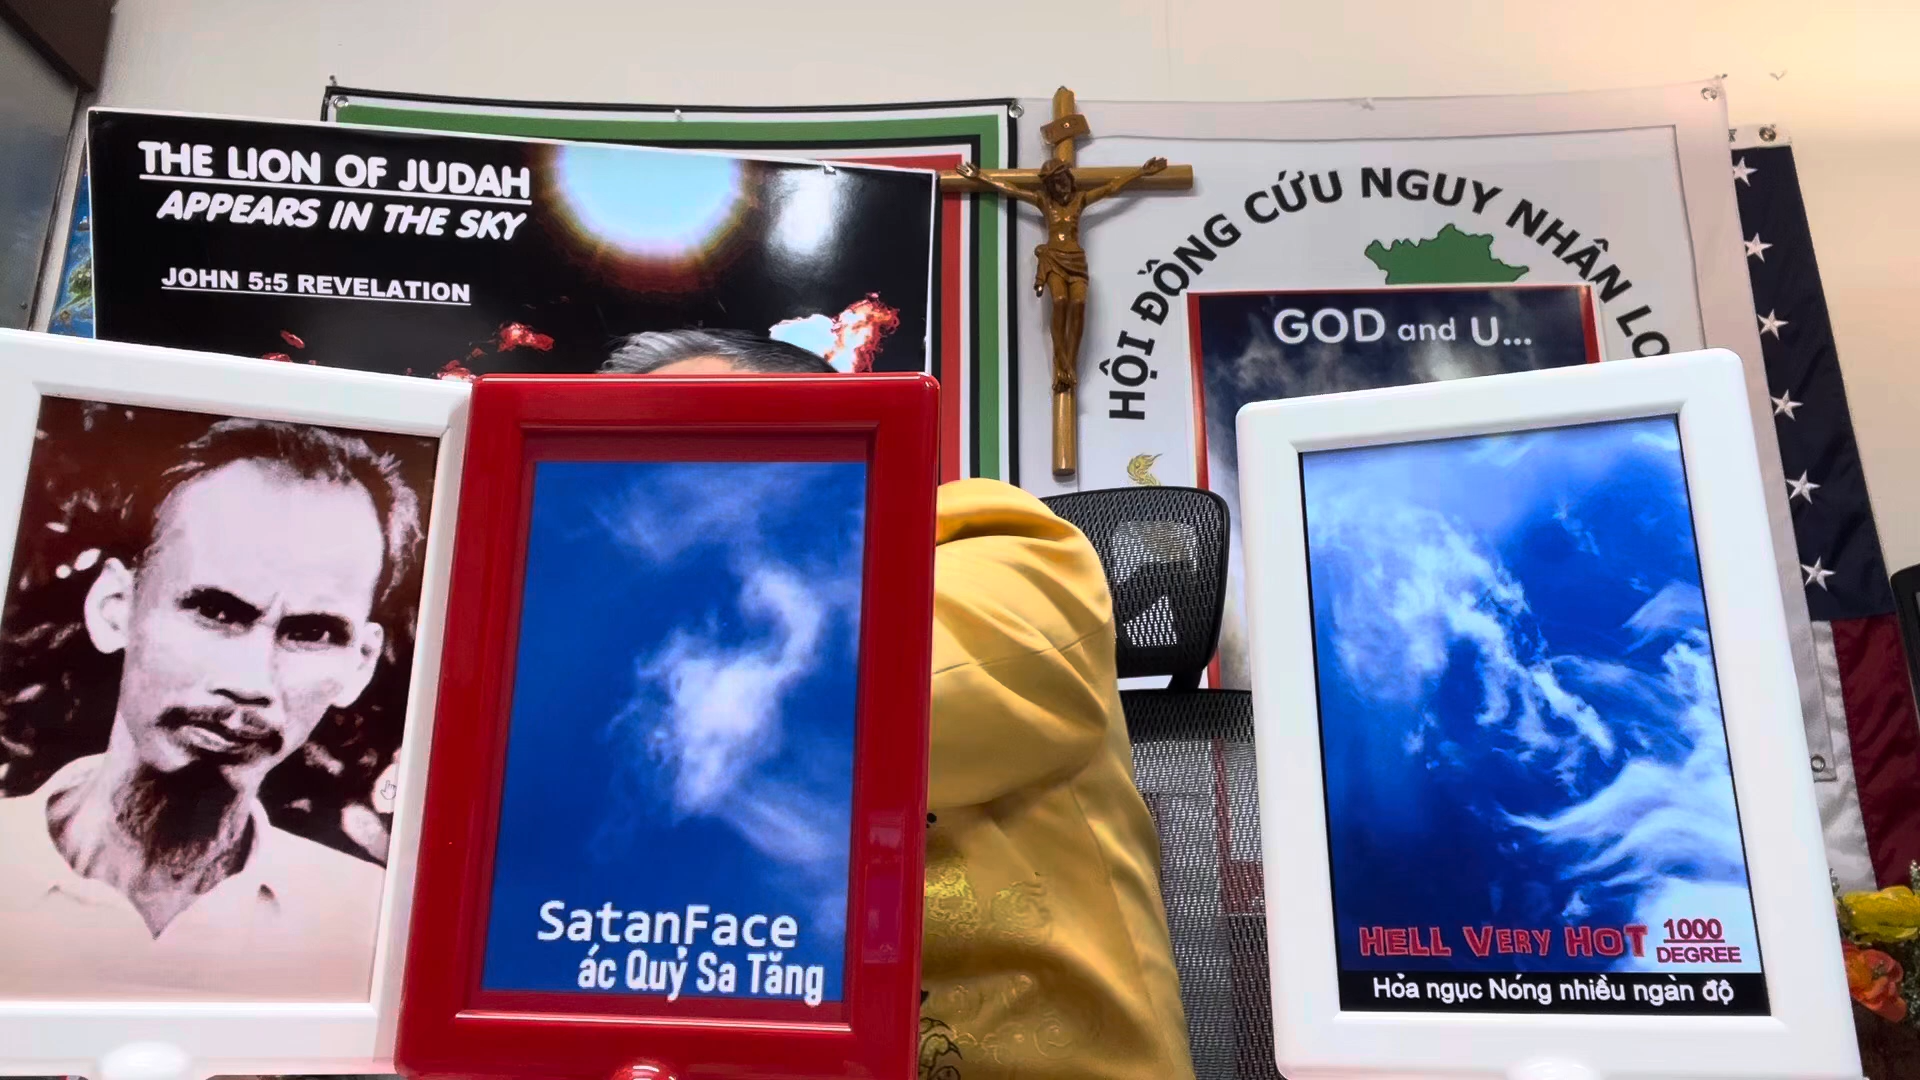 THE LION OF JUDAH
APPEARS IN THE SKY
JOHN 5:5 REVELATION
HỘI ĐỒNG CỨU NGUY NHÂN
GOD and U...
SatanFace
ác Quỷ Sa Tăng
HELL VERY HOT 1000
DEGREE
Hỏa ngục Nóng nhiều ngàn độ